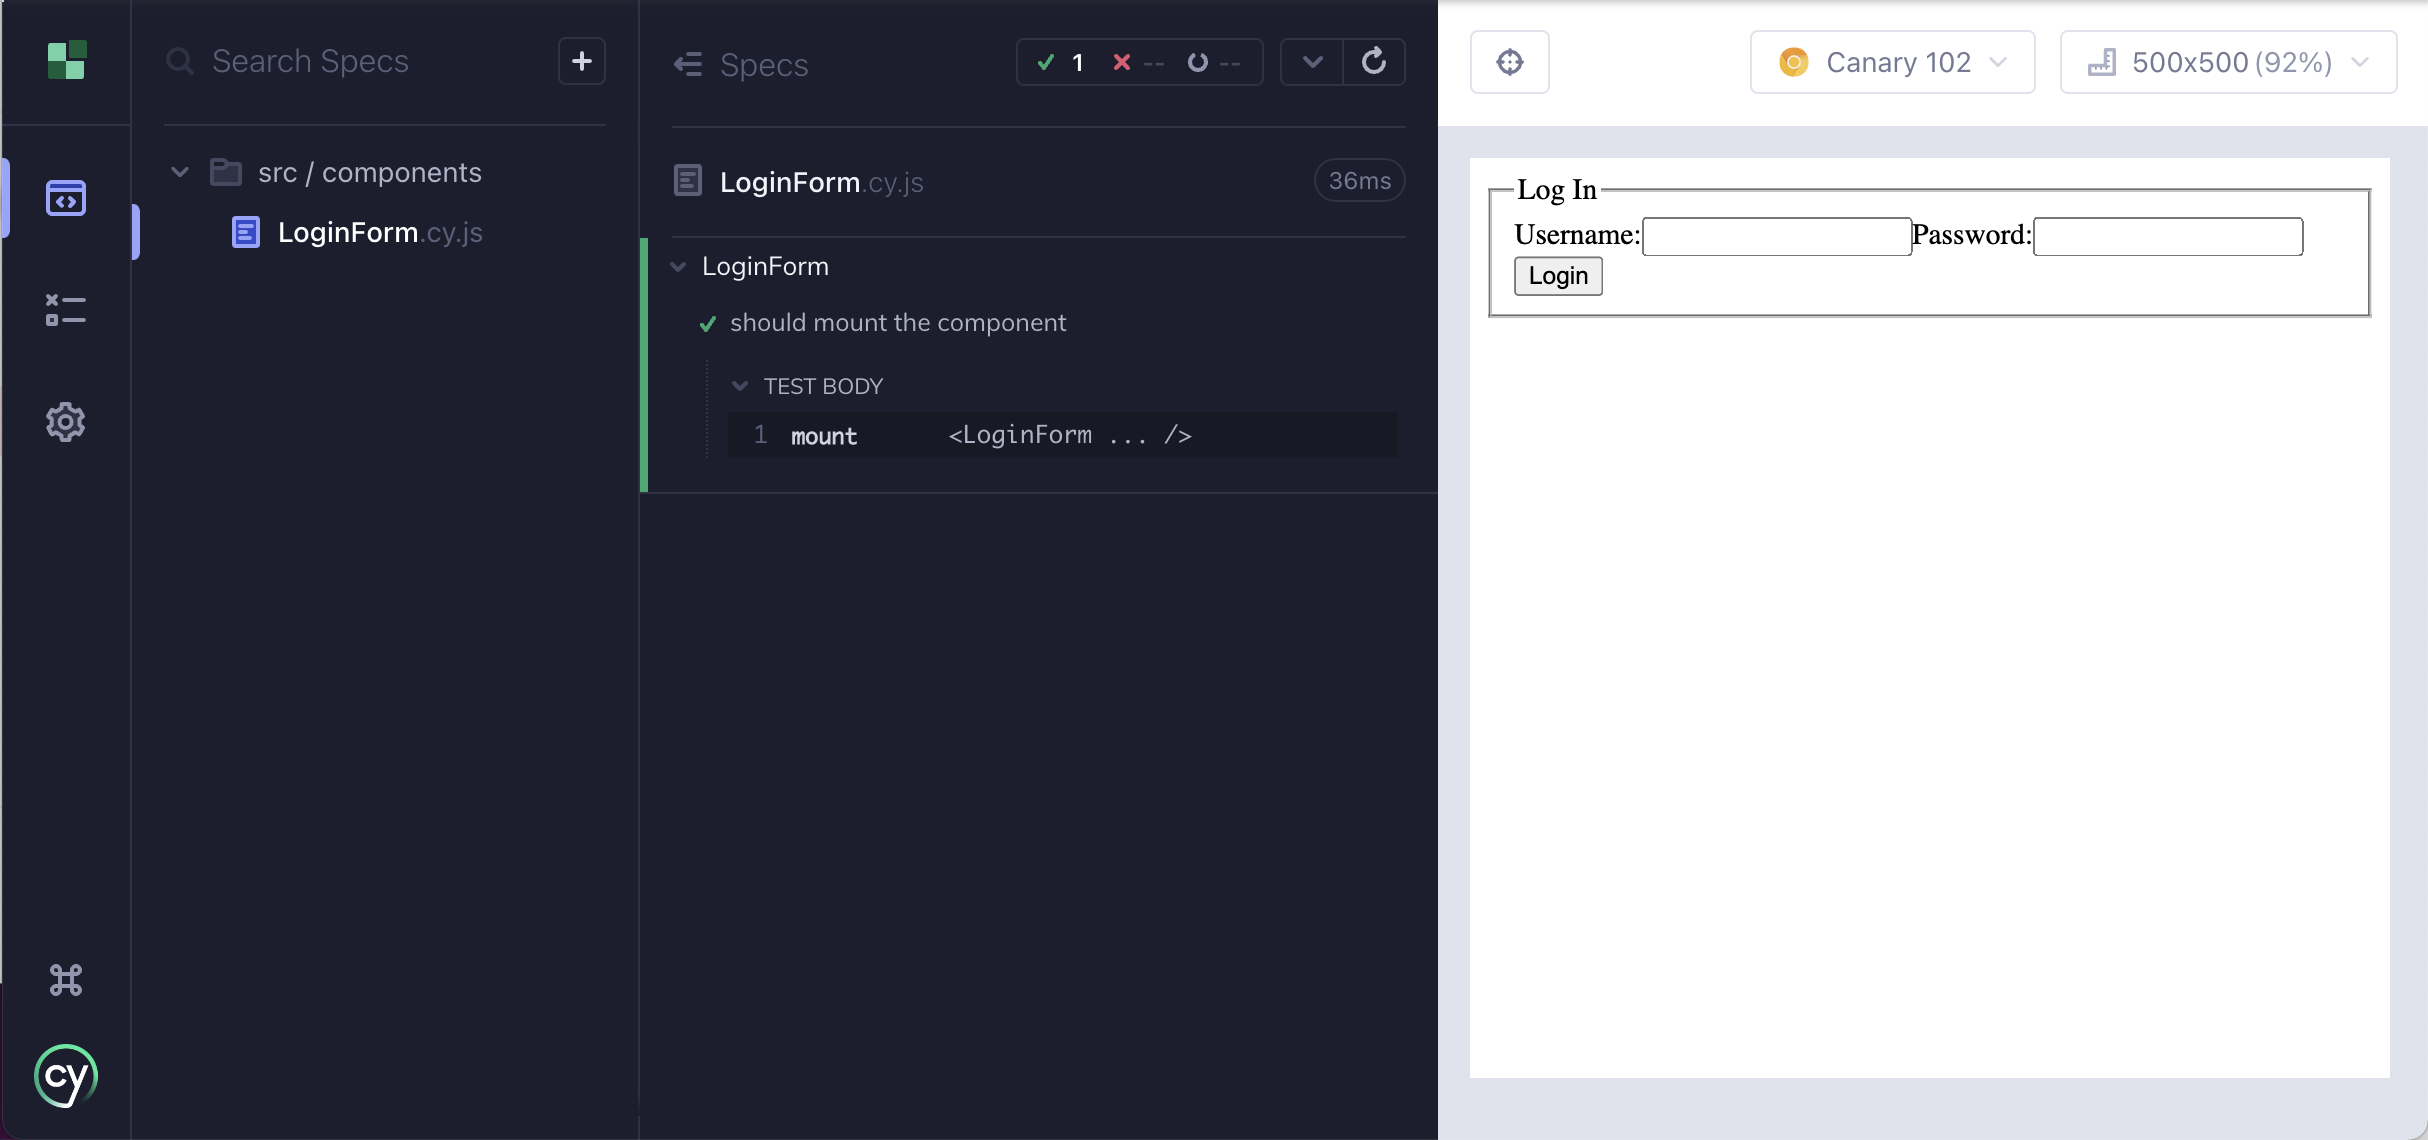 Search Specs
+
src / components
LoginForm.cy.js
cy
Specs
1 -- --
LoginForm.cy.js 36ms
LoginForm
should mount the component
TEST BODY
1 mount <LoginForm ... />
Canary 102
500x500 (92%)
Log In
Username: Password:
Login